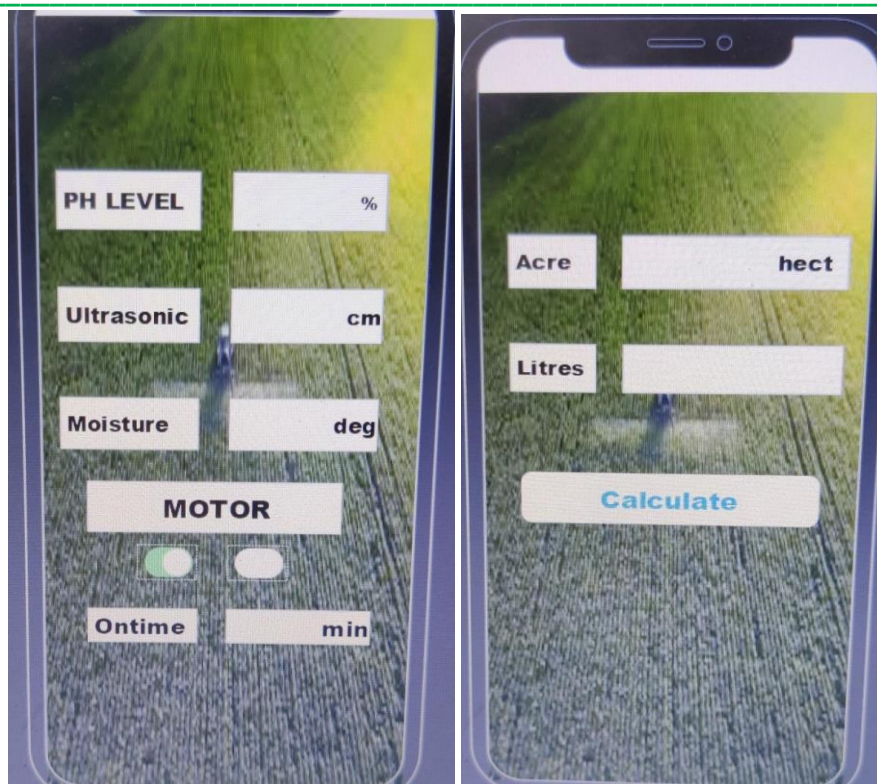 PH LEVEL %
Ultrasonic cm
Moisture deg
MOTOR
Ontime min
Acre hect
Litres
Calculate